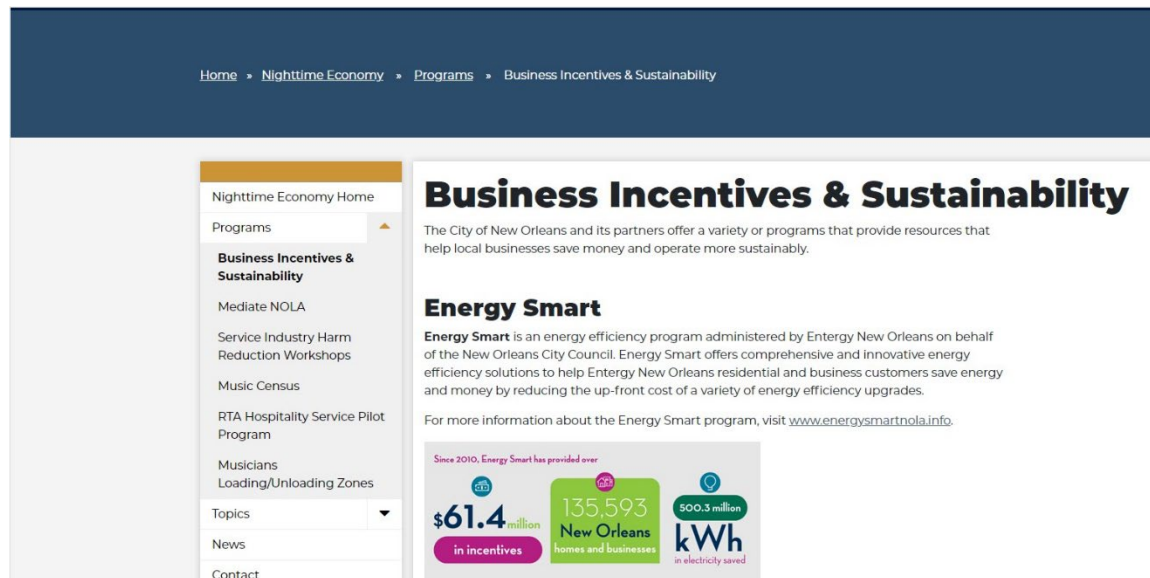 Home » Nighttime Economy » Programs » Business Incentives & Sustainability
Nighttime Economy Home
Programs
Business Incentives &
Sustainability
Mediate NOLA
Service Industry Harm
Reduction Workshops
Music Census
RTA Hospitality Service Pilot
Program
Musicians
Loading/Unloading Zones
Topics
News
Contact
Business Incentives & Sustainability
The City of New Orleans and its partners offer a variety or programs that provide resources that
help local businesses save money and operate more sustainably.
Energy Smart
Energy Smart is an energy efficiency program administered by Entergy New Orleans on behalf
of the New Orleans City Council. Energy Smart offers comprehensive and innovative energy
efficiency solutions to help Entergy New Orleans residential and business customers save energy
and money by reducing the up-front cost of a variety of energy efficiency upgrades.
For more information about the Energy Smart program, visit www.energysmartnola.info.
Since 2010, Energy Smart has provided over
$61.4 million
in incentives
135,593
New Orleans
homes and businesses
500.3 million
kWh
in electricity saved